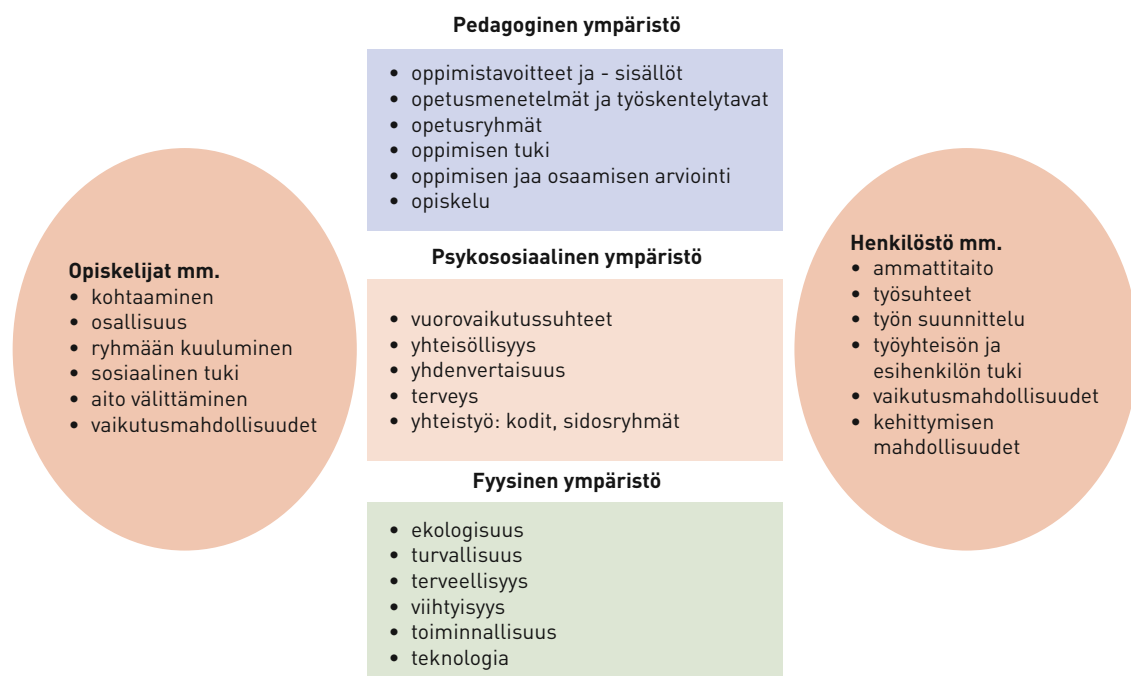 Pedagoginen ympäristö
• oppimistavoitteet ja - sisällöt
• opetusmenetelmät ja työskentelytavat
• opetusryhmät
• oppimisen tuki
• oppimisen jaa osaamisen arviointi
• opiskelu
Opiskelijat mm.
• kohtaaminen
• osallisuus
• ryhmään kuuluminen
• sosiaalinen tuki
• aito välittäminen
• vaikutusmahdollisuudet
Psykososiaalinen ympäristö
• vuorovaikutussuhteet
• yhteisöllisyys
• yhdenvertaisuus
• terveys
• yhteistyö: kodit, sidosryhmät
Henkilöstö mm.
• ammattitaito
• työsuhteet
• työn suunnittelu
• työyhteisön ja
esihenkilön tuki
• vaikutusmahdollisuudet
• kehittymisen
mahdollisuudet
Fyysinen ympäristö
• ekologisuus
• turvallisuus
• terveellisyys
• viihtyisyys
• toiminnallisuus
• teknologia